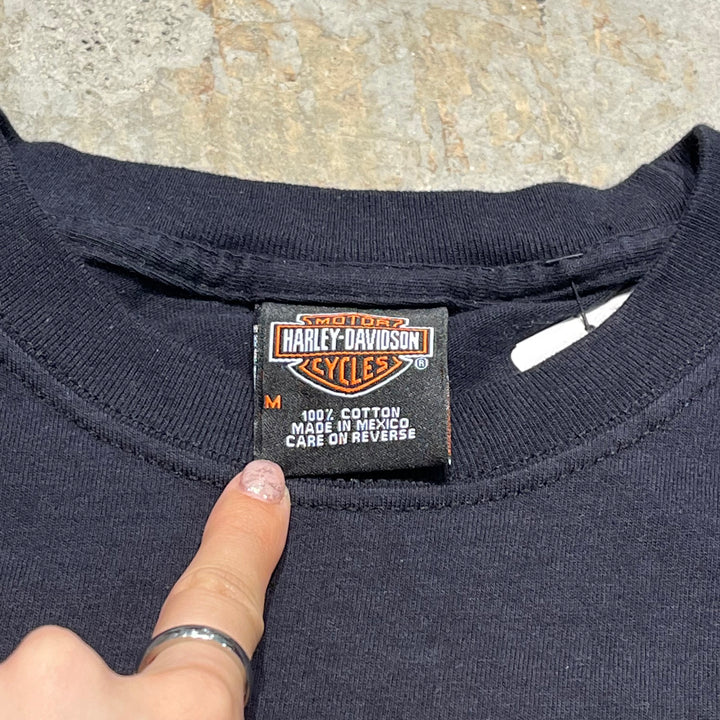 MOTOR
HARLEY-DAVIDSON
CYCLES ®
M
100% COTTON
MADE IN MEXICO
CARE ON REVERSE